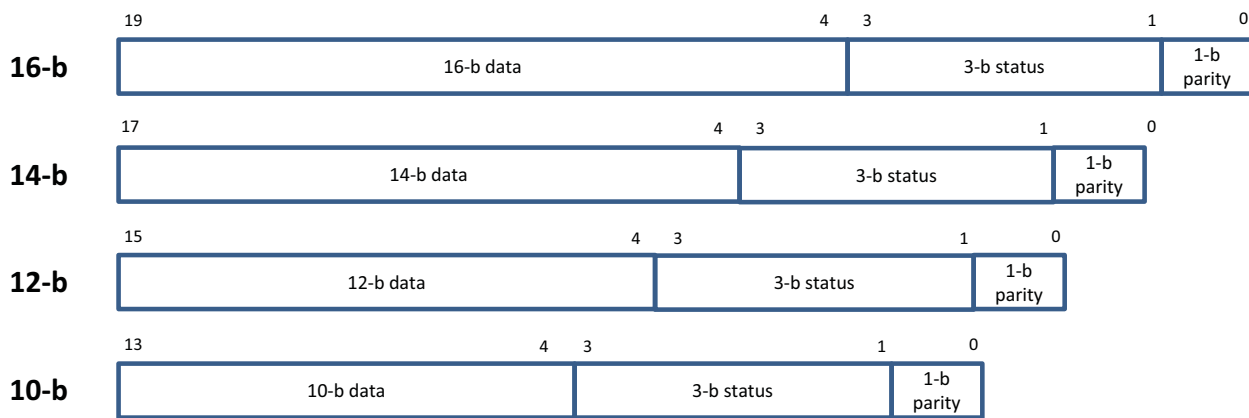 19 4 3 1 0
16-b 16-b data 3-b status 1-b
parity
17 4 3 1 0
14-b 14-b data 3-b status 1-b
parity
15 4 3 1 0
12-b 12-b data 3-b status 1-b
parity
13 4 3 1 0
10-b 10-b data 3-b status 1-b
parity